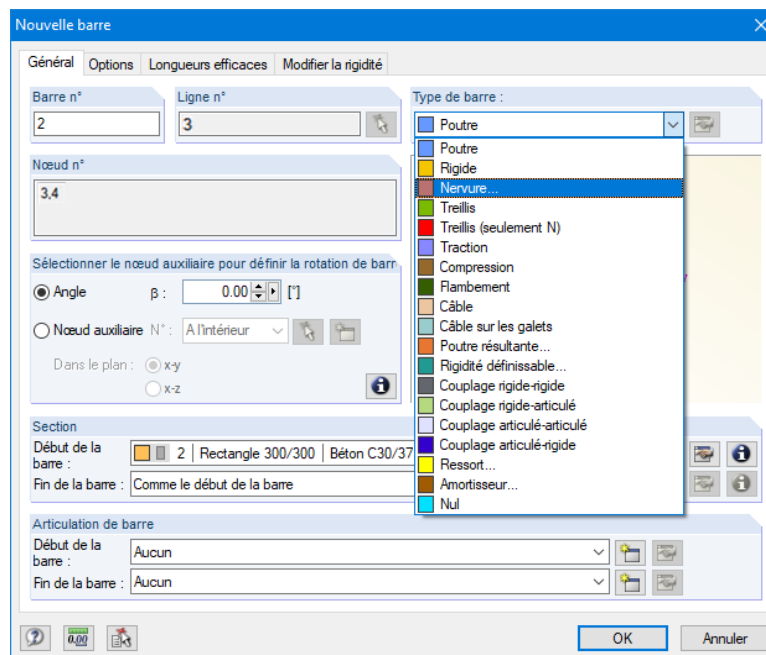 Nouvelle barre
Général Options Longueurs efficaces Modifier la rigidité
Barre n°
2
Ligne n°
3
Type de barre :
Poutre
Poutre
Rigide
Nervure...
Treillis
Treillis (seulement N)
Traction
Compression
Flambement
Câble
Câble sur les galets
Poutre résultante...
Rigidité définissable...
Couplage rigide-rigide
Couplage rigide-articulé
Couplage articulé-articulé
Couplage articulé-rigide
Ressort...
Amortisseur...
Nul
Nœud n°
3,4
Sélectionner le nœud auxiliaire pour définir la rotation de barr
Angle β : 0.00 [°]
Nœud auxiliaire N° : A l'intérieur
Dans le plan : x-y
x-z
Section
Début de la barre : 2 | Rectangle 300/300 | Béton C30/37
Fin de la barre : Comme le début de la barre
Articulation de barre
Début de la barre : Aucun
Fin de la barre : Aucun
0.00
OK Annuler